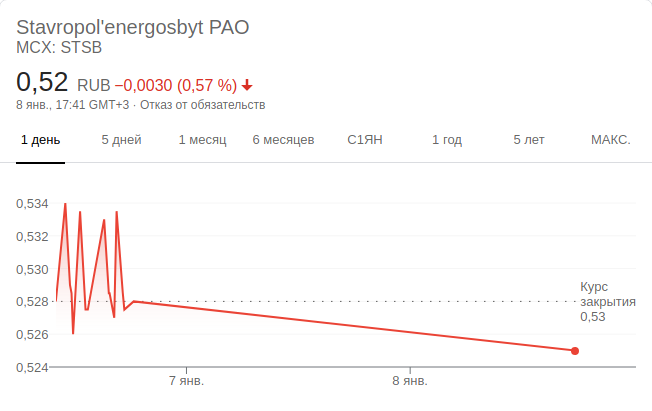 Stavropol'energosbyt PAO
MCX: STSB
0,52 RUB −0,0030 (0,57 %)
8 янв., 17:41 GMT+3 · Отказ от обязательств
1 день 5 дней 1 месяц 6 месяцев С1ЯН 1 год 5 лет МАКС.
0,534
0,532
0,530
0,528
0,526
0,524
Курс
закрытия
0,53
7 янв. 8 янв.